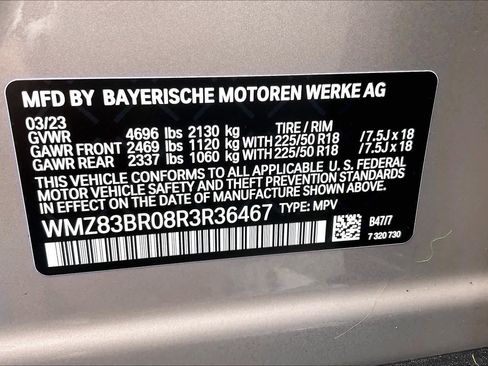 MFD BY BAYERISCHE MOTOREN WERKE AG
03/23
GVWR 4696 lbs 2130 kg TIRE / RIM
GAWR FRONT 2469 lbs 1120 kg WITH 225/50 R18 /7.5J x 18
GAWR REAR 2337 lbs 1060 kg WITH 225/50 R18 /7.5J x 18
THIS VEHICLE CONFORMS TO ALL APPLICABLE U. S. FEDERAL
MOTOR VEHICLE SAFETY AND THEFT PREVENTION STANDARDS
IN EFFECT ON THE DATE OF MANUFACTURE SHOWN ABOVE.
WMZ83BR08R3R36467 TYPE: MPV
B47/7
7 320 730